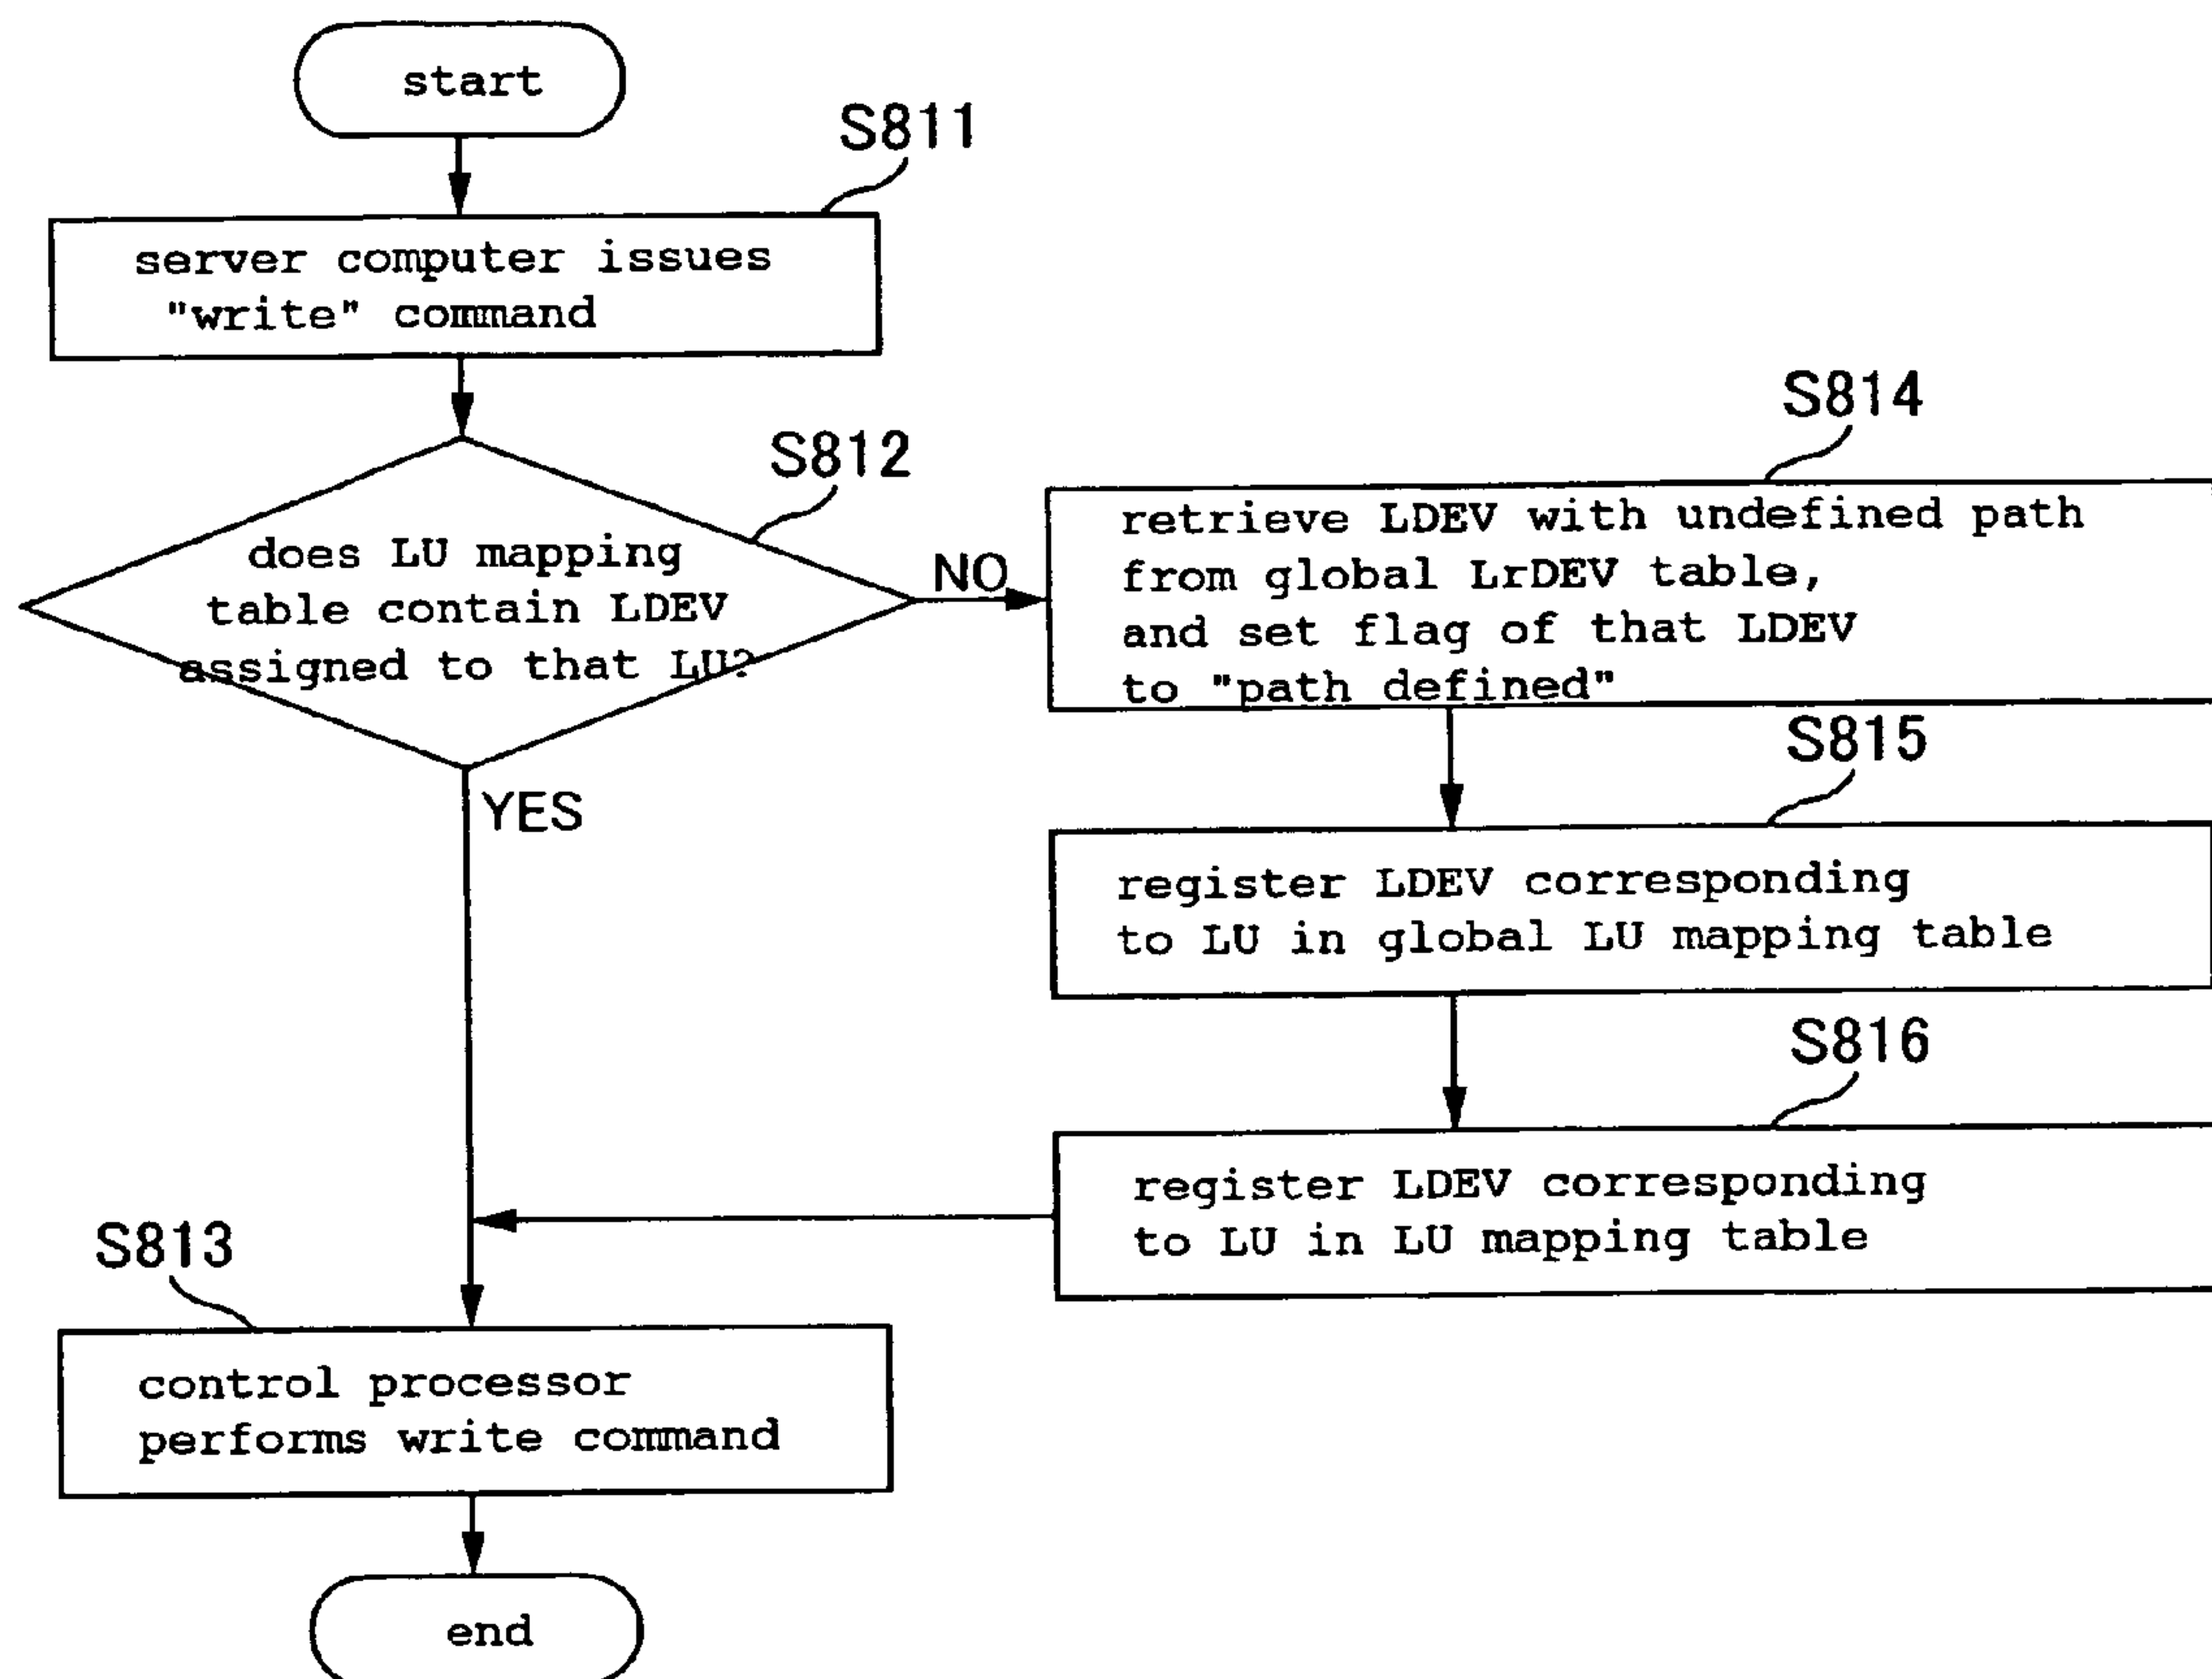 start
S811
server computer issues
"write" command
S812
does LU mapping
table contain LDEV
assigned to that LU?
NO
YES
S814
retrieve LDEV with undefined path
from global LrDEV table,
and set flag of that LDEV
to "path defined"
S815
register LDEV corresponding
to LU in global LU mapping table
S816
register LDEV corresponding
to LU in LU mapping table
S813
control processor
performs write command
end